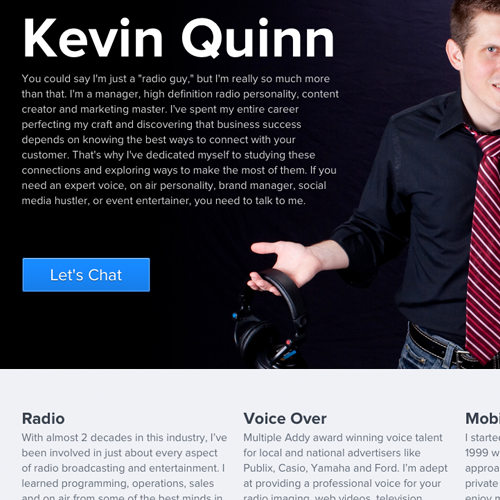 Kevin Quinn
You could say I'm just a "radio guy," but I'm really so much more
than that. I'm a manager, high definition radio personality, content
creator and marketing master. I've spent my entire career
perfecting my craft and discovering that business success
depends on knowing the best ways to connect with your
customer. That's why I've dedicated myself to studying these
connections and exploring ways to make the most of them. If you
need an expert voice, on air personality, brand manager, social
media hustler, or event entertainer, you need to talk to me.
Let's Chat
Radio
With almost 2 decades in this industry, I've
been involved in just about every aspect
of radio broadcasting and entertainment. I
learned programming, operations, sales
and on air from some of the best minds in
Voice Over
Multiple Addy award winning voice talent
for local and national advertisers like
Publix, Casio, Yamaha and Ford. I'm adept
at providing a professional voice for your
radio imaging, web videos, television
Mobi
I starte
1999 w
approa
private
enjoy m